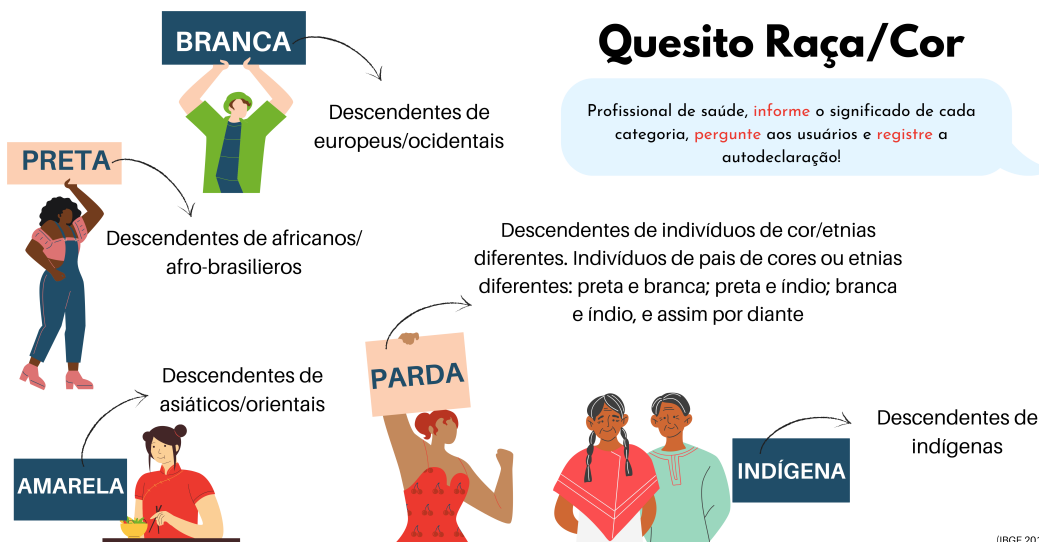 Quesito Raça/Cor
Profissional de saúde, informe o significado de cada
categoria, pergunte aos usuários e registre a
autodeclaração!
BRANCA
Descendentes de
europeus/ocidentais
PRETA
Descendentes de africanos/
afro-brasilieros
Descendentes de indivíduos de cor/etnias
diferentes. Indivíduos de pais de cores ou etnias
diferentes: preta e branca; preta e índio; branca
e índio, e assim por diante
PARDA
Descendentes de
asiáticos/orientais
AMARELA
INDÍGENA
Descendentes de
indígenas
(IBGE